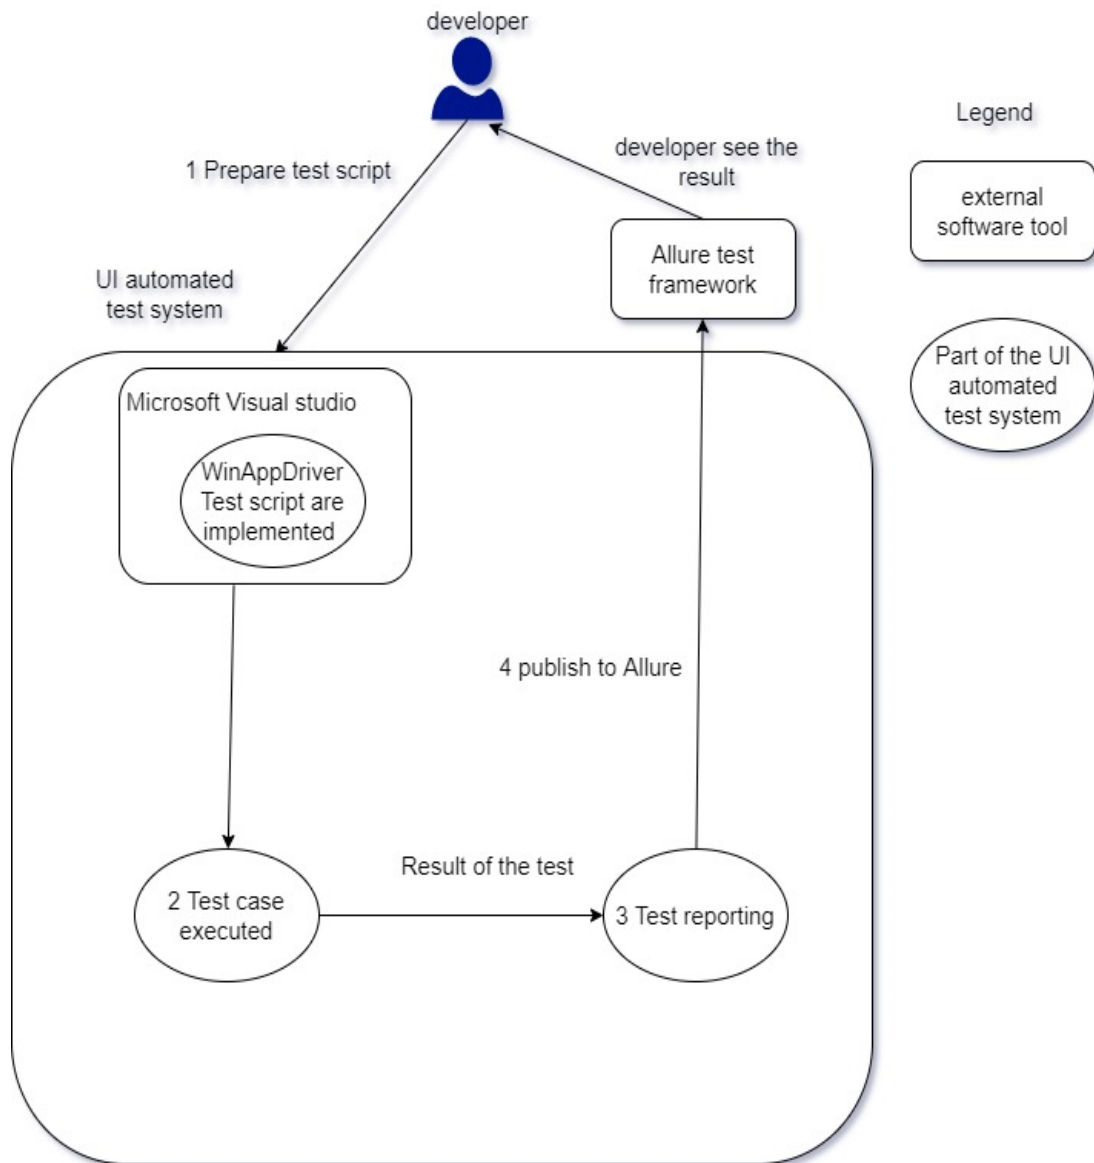 developer
1 Prepare test script
developer see the
result
Legend
external
software tool
Allure test
framework
UI automated
test system
Part of the UI
automated
test system
Microsoft Visual studio
WinAppDriver
Test script are
implemented
4 publish to Allure
Result of the test
2 Test case
executed
3 Test reporting